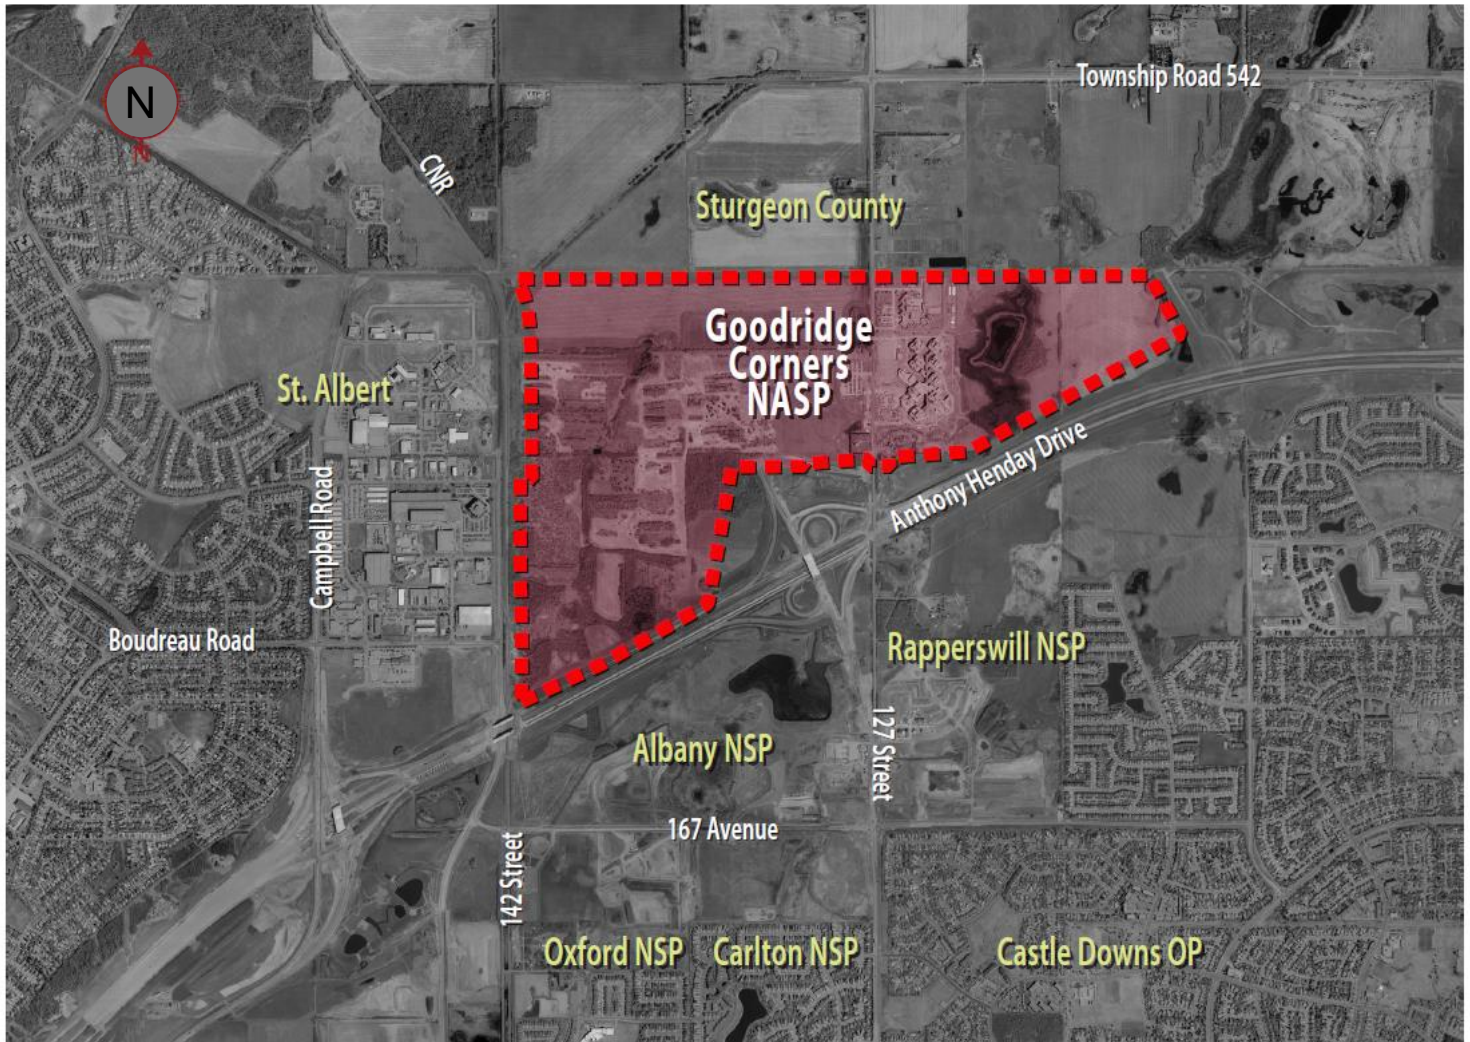 N
N
Township Road 542
CNR
Sturgeon County
Goodridge
Corners
NASP
St. Albert
Anthony Henday Drive
Campbell Road
Boudreau Road
Rapperswill NSP
127 Street
Albany NSP
167 Avenue
142 Street
Oxford NSP
Carlton NSP
Castle Downs OP